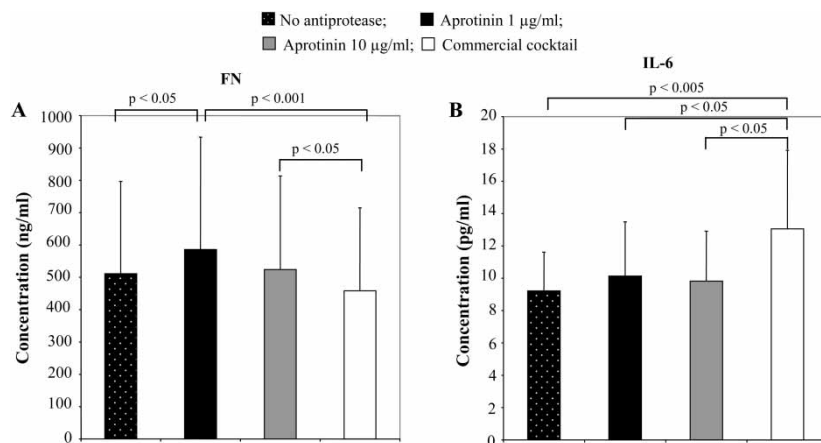 No antiprotease; Aprotinin 1 µg/ml;
Aprotinin 10 µg/ml; Commercial cocktail
FN
A
p < 0.05
p < 0.001
p < 0.05
Concentration (ng/ml)
1000
900
800
700
600
500
400
300
200
100
0
IL-6
B
p < 0.005
p < 0.05
p < 0.05
Concentration (pg/ml)
20
18
16
14
12
10
8
6
4
2
0